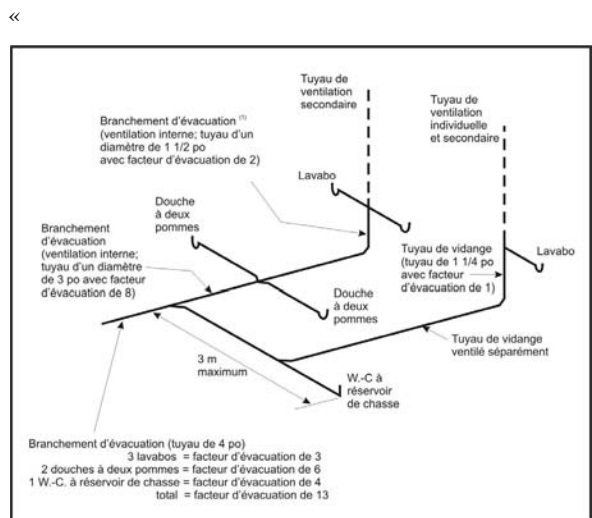 «
Tuyau de
ventilation
secondaire
Tuyau de
ventilation
individuelle
et secondaire
Branchement d'évacuation (1)
(ventilation interne; tuyau d'un
diamètre de 1 1/2 po
avec facteur d'évacuation de 2)
Lavabo
Douche
à deux
pommes
Branchement
d'évacuation
(ventilation interne;
tuyau d'un diamètre
de 3 po avec facteur
d'évacuation de 8)
Tuyau de vidange
(tuyau de 1 1/4 po
avec facteur
d'évacuation de 1)
Lavabo
Douche
à deux
pommes
Tuyau de vidange
ventilé séparément
3 m
maximum
W.-C à
réservoir
de chasse
Branchement d'évacuation (tuyau de 4 po)
3 lavabos = facteur d'évacuation de 3
2 douches à deux pommes = facteur d'évacuation de 6
1 W.-C. à réservoir de chasse = facteur d'évacuation de 4
total = facteur d'évacuation de 13